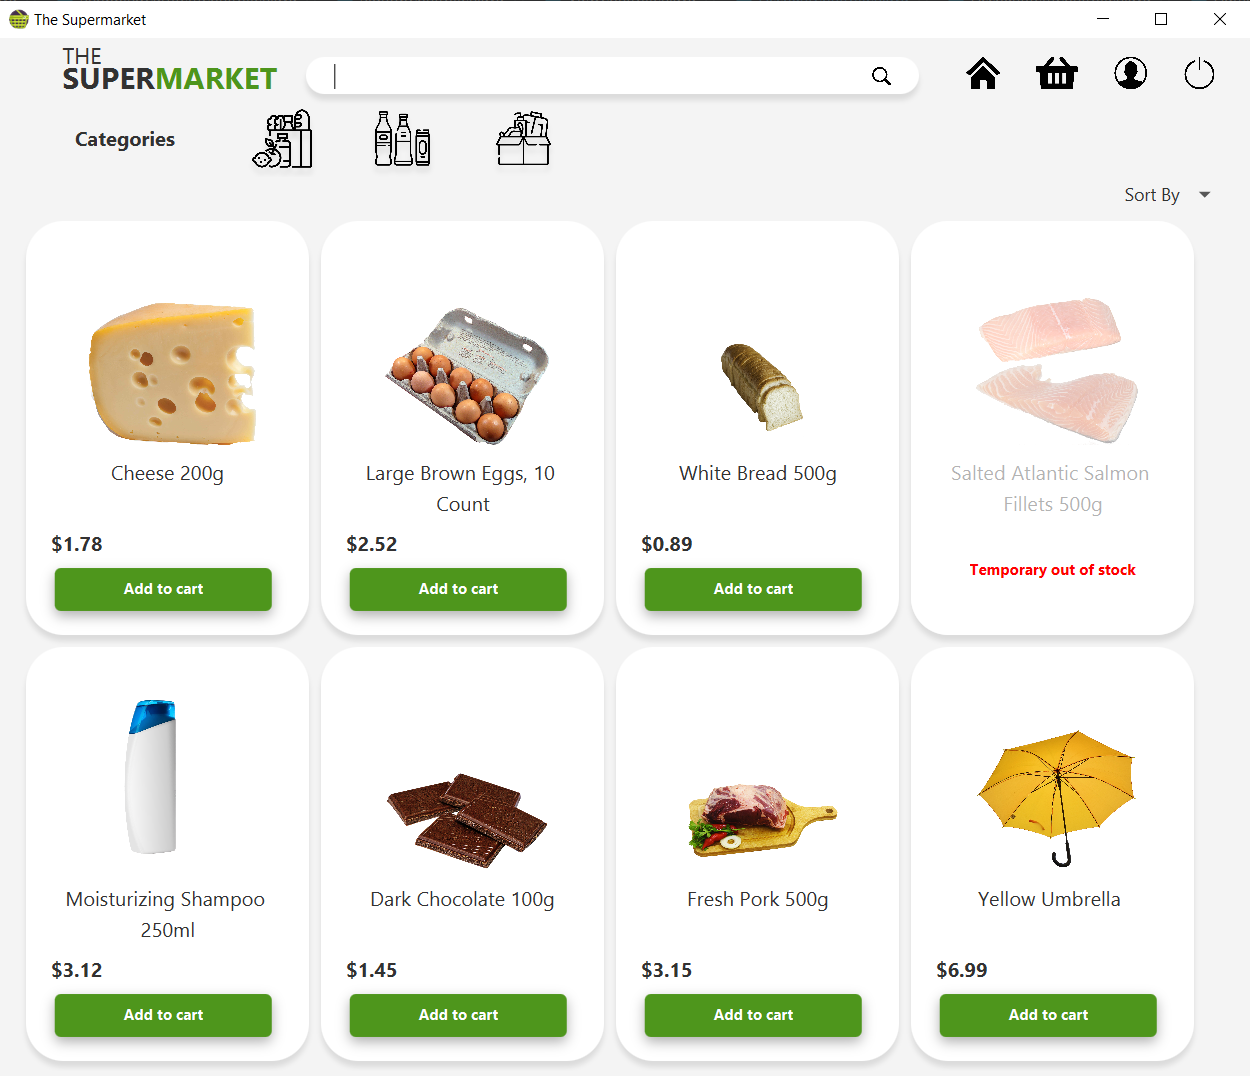 The Supermarket
THE
SUPERMARKET
Categories
Sort By
Cheese 200g
$1.78
Add to cart
Large Brown Eggs, 10
Count
$2.52
Add to cart
White Bread 500g
$0.89
Add to cart
Salted Atlantic Salmon
Fillets 500g
Temporary out of stock
Moisturizing Shampoo
250ml
$3.12
Add to cart
Dark Chocolate 100g
$1.45
Add to cart
Fresh Pork 500g
$3.15
Add to cart
Yellow Umbrella
$6.99
Add to cart